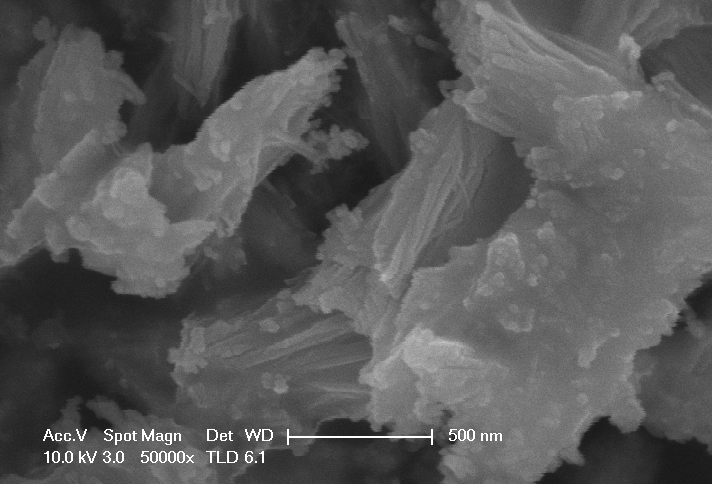 Acc.V Spot Magn Det WD 500 nm
10.0 kV 3.0 50000x TLD 6.1